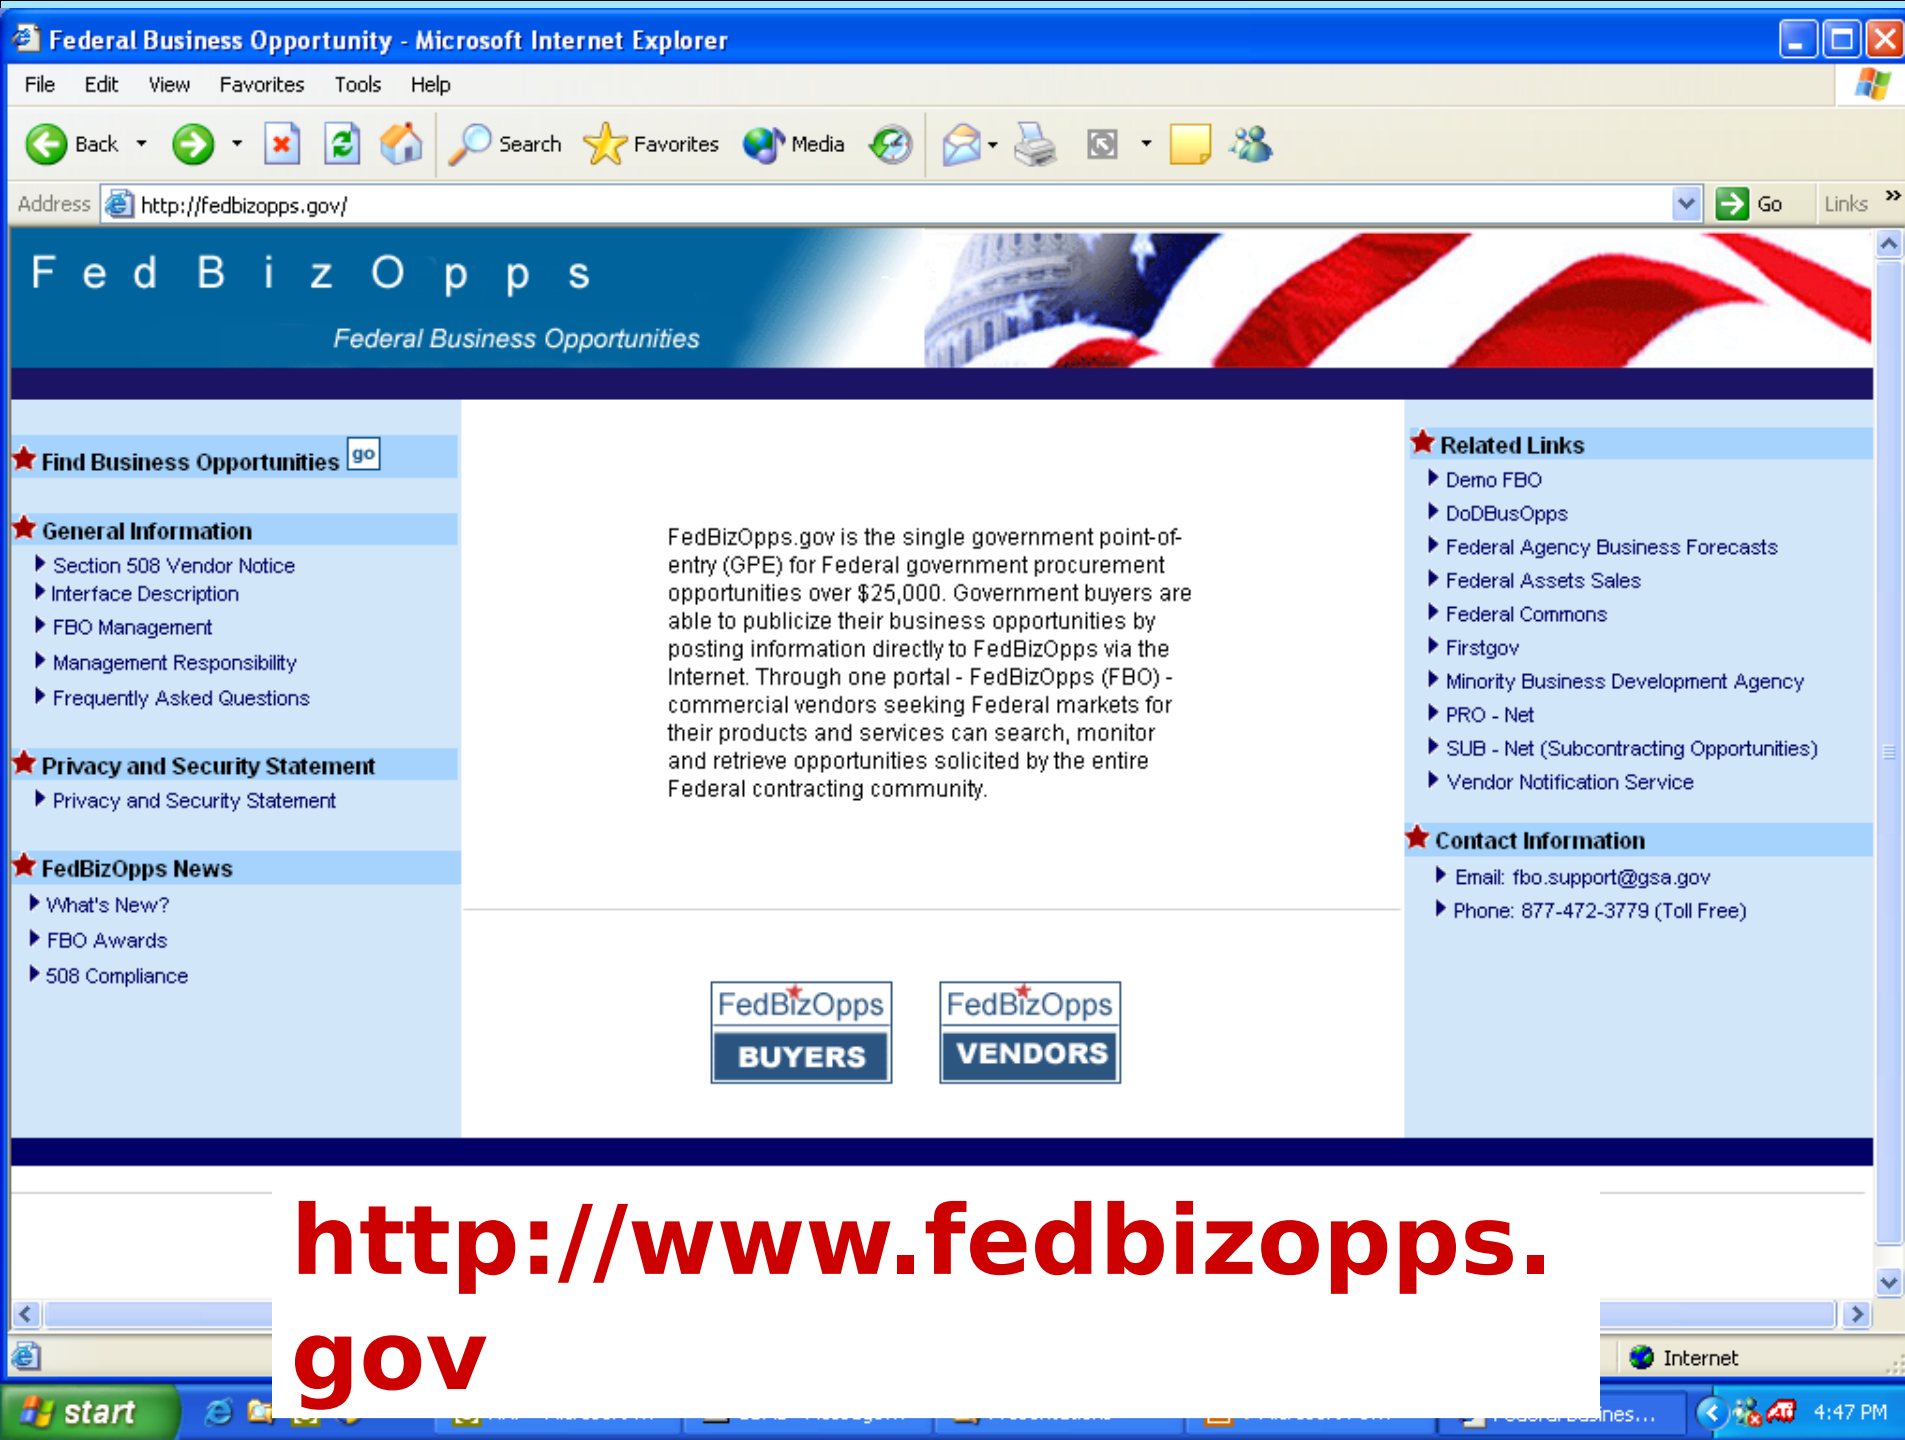 Federal Business Opportunity - Microsoft Internet Explorer
File Edit View Favorites Tools Help
Back Search Favorites Media
Address http://fedbizopps.gov/ Go Links »
FedBizOpps
Federal Business Opportunities
Find Business Opportunities go
General Information
Section 508 Vendor Notice
Interface Description
FBO Management
Management Responsibility
Frequently Asked Questions
Privacy and Security Statement
Privacy and Security Statement
FedBizOpps News
What's New?
FBO Awards
508 Compliance
FedBizOpps.gov is the single government point-of-
entry (GPE) for Federal government procurement
opportunities over $25,000. Government buyers are
able to publicize their business opportunities by
posting information directly to FedBizOpps via the
Internet. Through one portal - FedBizOpps (FBO) -
commercial vendors seeking Federal markets for
their products and services can search, monitor
and retrieve opportunities solicited by the entire
Federal contracting community.
FedBizOpps
BUYERS
FedBizOpps
VENDORS
Related Links
Demo FBO
DoDBusOpps
Federal Agency Business Forecasts
Federal Assets Sales
Federal Commons
Firstgov
Minority Business Development Agency
PRO - Net
SUB - Net (Subcontracting Opportunities)
Vendor Notification Service
Contact Information
Email: fbo.support@gsa.gov
Phone: 877-472-3779 (Toll Free)
http://www.fedbizopps.
gov
Internet
start
4:47 PM